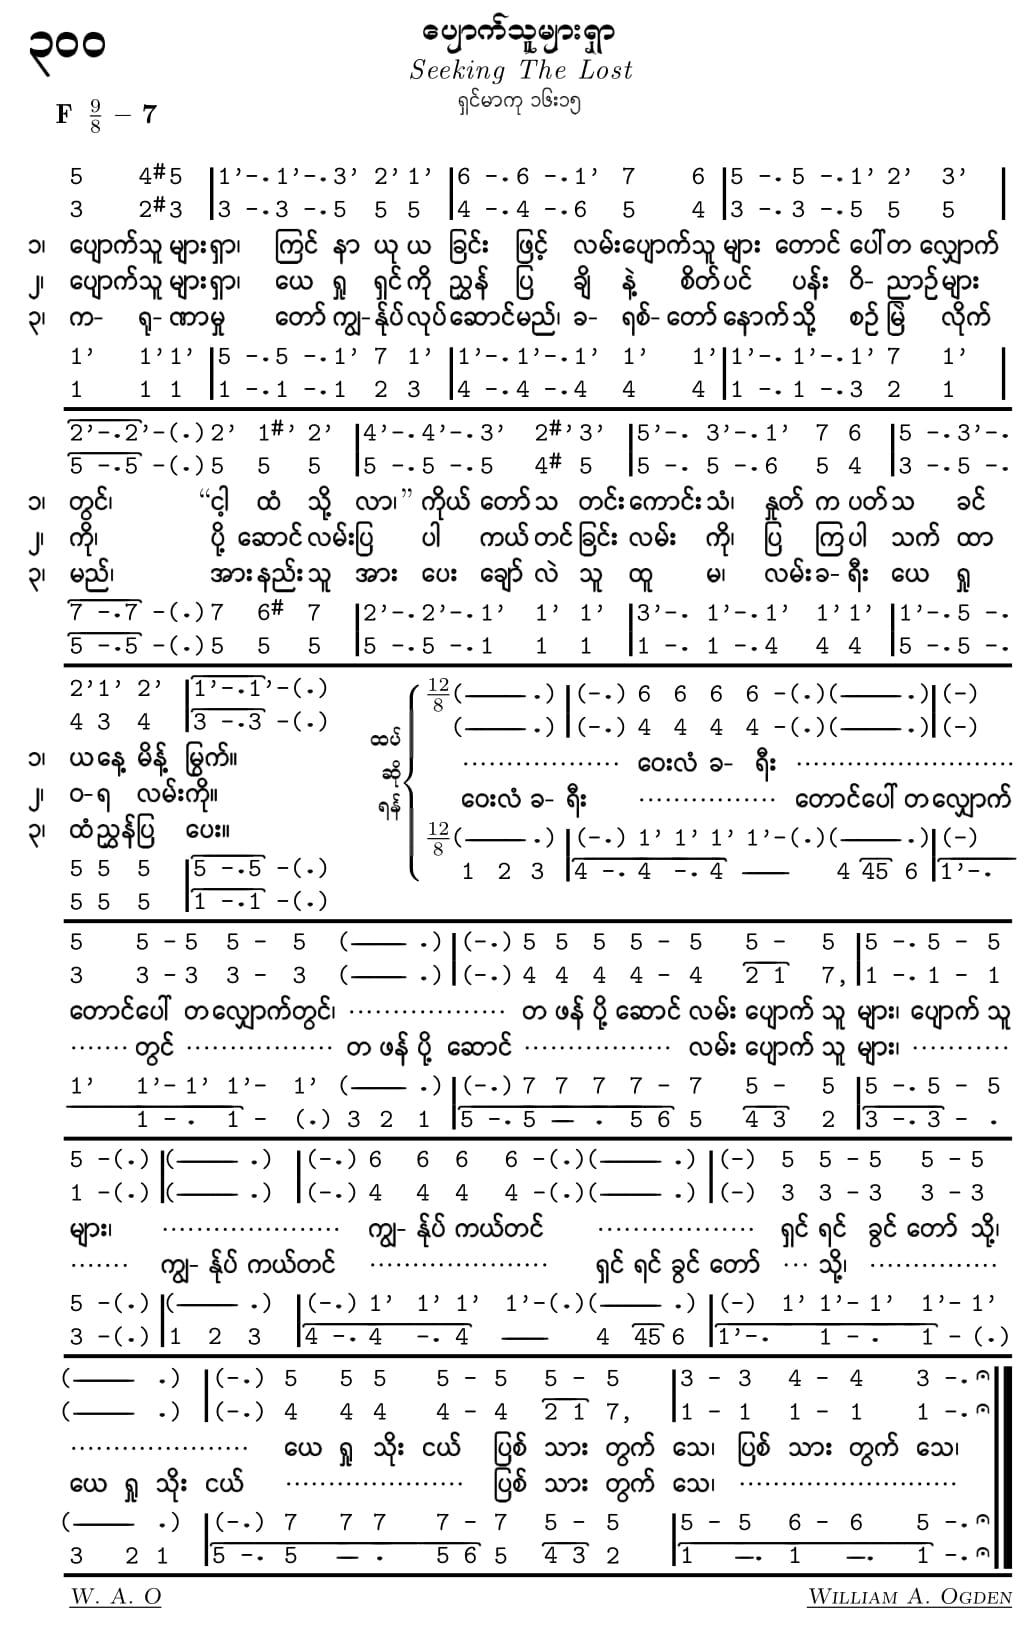 ၃၀၀
ပျောက်သူများရှာ
Seeking The Lost
ရှင်မာကု ၁၆း၁၅
F 9/8 – 7
5 4#5 |1’-.1’-.3’ 2’ 1’ |6 -.6 -.1’ 7 6 |5 -. 5 -.1’ 2’ 3’ |
3 2#3 |3 -.3 -.5 5 5 |4 -.4 -.6 5 4 |3 -. 3 -.5 5 5 |
၁၊ ပျောက်သူ များရှာ၊ ကြင် နာ ယု ယ ခြင်း ဖြင့် လမ်းပျောက်သူ များ တောင် ပေါ်တ လျှောက်
၂၊ ပျောက်သူ များရှာ၊ ယေ ရှု ရှင်ကို ညွှန် ပြ ချိ နဲ့ စိတ်ပင် ပန်း ဝိ- ညာဉ်များ
၃၊ က- ရု- ဏာမှု တော် ကျွ-န်ုပ်လုပ်ဆောင်မည်၊ ခ- ရစ်- တော်နောက်သို့ စဉ် မြဲ လိုက်
1’ 1’1’ |5 -.5 -.1’ 7 1’ |1’-.1’-.1’ 1’ 1’ |1’-. 1’-.1’ 7 1’ |
1 1 1 |1 -.1 -.1 2 3 |4 -.4 -.4 4 4 |1 -. 1 -.3 2 1 |
2’-.2’-(.)2’ 1#’ 2’ |4’-.4’-.3’ 2#’3’ |5’-. 3’-.1’ 7 6 |5 -.3’-.
5 -.5 -(.)5 5 5 |5 -.5 -.5 4# 5 |5 -. 5 -.6 5 4 |3 -.5 -.
၁၊ တွင်၊ “ငါ့ ထံ သို့ လာ၊” ကိုယ် တော် သ တင်းကောင်းသံ၊ နှုတ် က ပတ်သ ခင်
၂၊ ကို၊ ပို့ ဆောင် လမ်းပြ ပါ ကယ်တင်ခြင်း လမ်း ကို၊ ပြ ကြပါ သက် ထာ
၃၊ မည်၊ အားနည်းသူ အား ပေး ချော် လဲ သူ ထူ မ၊ လမ်းခ-ရီး ယေ ရှု
7 -.7 -(.)7 6# 7 |2’-.2’-.1’ 1’ 1’ |3’-. 1’-.1’ 1’1’ |1’-.5 -.
5 -.5 -(.)5 5 5 |5 -.5 -.1 1 1 |1 -. 1 -.4 4 4 |5 -.5 -.
2’1’ 2’ |1’-.1’-(.)
4 3 4 |3 -.3 -(.)
၁၊ ယနေ့ မိန့် မြွက်။
၂၊ ဝ-ရ လမ်းကို။
၃၊ ထံညွှန်ပြ ပေး။
5 5 5 |5 -.5 -(.)
5 5 5 |1 -.1 -(.)
ထပ်
ဆို
ရန်
12/8 (—— .)|(-.) 6 6 6 6 -(.)(—— .)|(-)
(—— .)|(-.) 4 4 4 4 -(.)(—— .)|(-)
.................. ဝေးလံ ခ- ရီး .........................
ဝေးလံ ခ- ရီး ................ တောင်ပေါ် တလျှောက်
12/8 (—— .)|(-.) 1’ 1’ 1’ 1’-(.)(—— .)|(-)
1 2 3 |4 -. 4 -. 4 —— 4 45 6 |1’-.
5 5 - 5 5 - 5 (—— .)|(-.) 5 5 5 5 - 5 5 - 5 |5 -. 5 - 5
3 3 - 3 3 - 3 (—— .)|(-.) 4 4 4 4 - 4 2 1 7, |1 -. 1 - 1
တောင်ပေါ် တလျှောက်တွင်၊ .................. တ ဖန် ပို့ ဆောင် လမ်း ပျောက် သူ များ၊ ပျောက် သူ
....... တွင် ................. တ ဖန် ပို့ ဆောင် ................. လမ်း ပျောက် သူ များ၊ ...........
1’ 1’- 1’ 1’- 1’ (—— .)|(-.) 7 7 7 7 - 7 5 - 5 |5 -. 5 - 5
1 - . 1 - (.) 3 2 1 |5 -. 5 — . 5 6 5 4 3 2 |3 -. 3 - .
5 -(.)|(—— .) |(-.) 6 6 6 6 -(.)(—— .)|(-) 5 5 - 5 5 - 5
1 -(.)|(—— .) |(-.) 4 4 4 4 -(.)(—— .)|(-) 3 3 - 3 3 - 3
များ၊ ..................... ကျွ- န်ုပ် ကယ်တင် .................. ရှင် ရင် ခွင် တော် သို့၊
....... ကျွ- န်ုပ် ကယ်တင် ..................... ရှင် ရင် ခွင် တော် ... သို့၊ ...............
5 -(.)|(—— .) |(-.) 1’ 1’ 1’ 1’-(.)(—— .)|(-) 1’ 1’- 1’ 1’- 1’
3 -(.)|1 2 3 |4 -. 4 -. 4 —— 4 45 6 |1’-. 1 - . 1 - (.)
(—— .) |(-.) 5 5 5 5 - 5 5 - 5 |3 - 3 4 - 4 3 -.𝄐
(—— .) |(-.) 4 4 4 4 - 4 2 1 7, |1 - 1 1 - 1 1 -.𝄐
..................... ယေ ရှု သိုး ငယ် ပြစ် သား တွက် သေ၊ ပြစ် သား တွက် သေ၊
ယေ ရှု သိုး ငယ် ..................... ပြစ် သား တွက် သေ၊ .........................
(—— .) |(-.) 7 7 7 7 - 7 5 - 5 |5 - 5 6 - 6 5 -.𝄐
3 2 1 |5 -. 5 — . 5 6 5 4 3 2 |1 —. 1 —. 1 -.𝄐
W. A. O
William A. Ogden